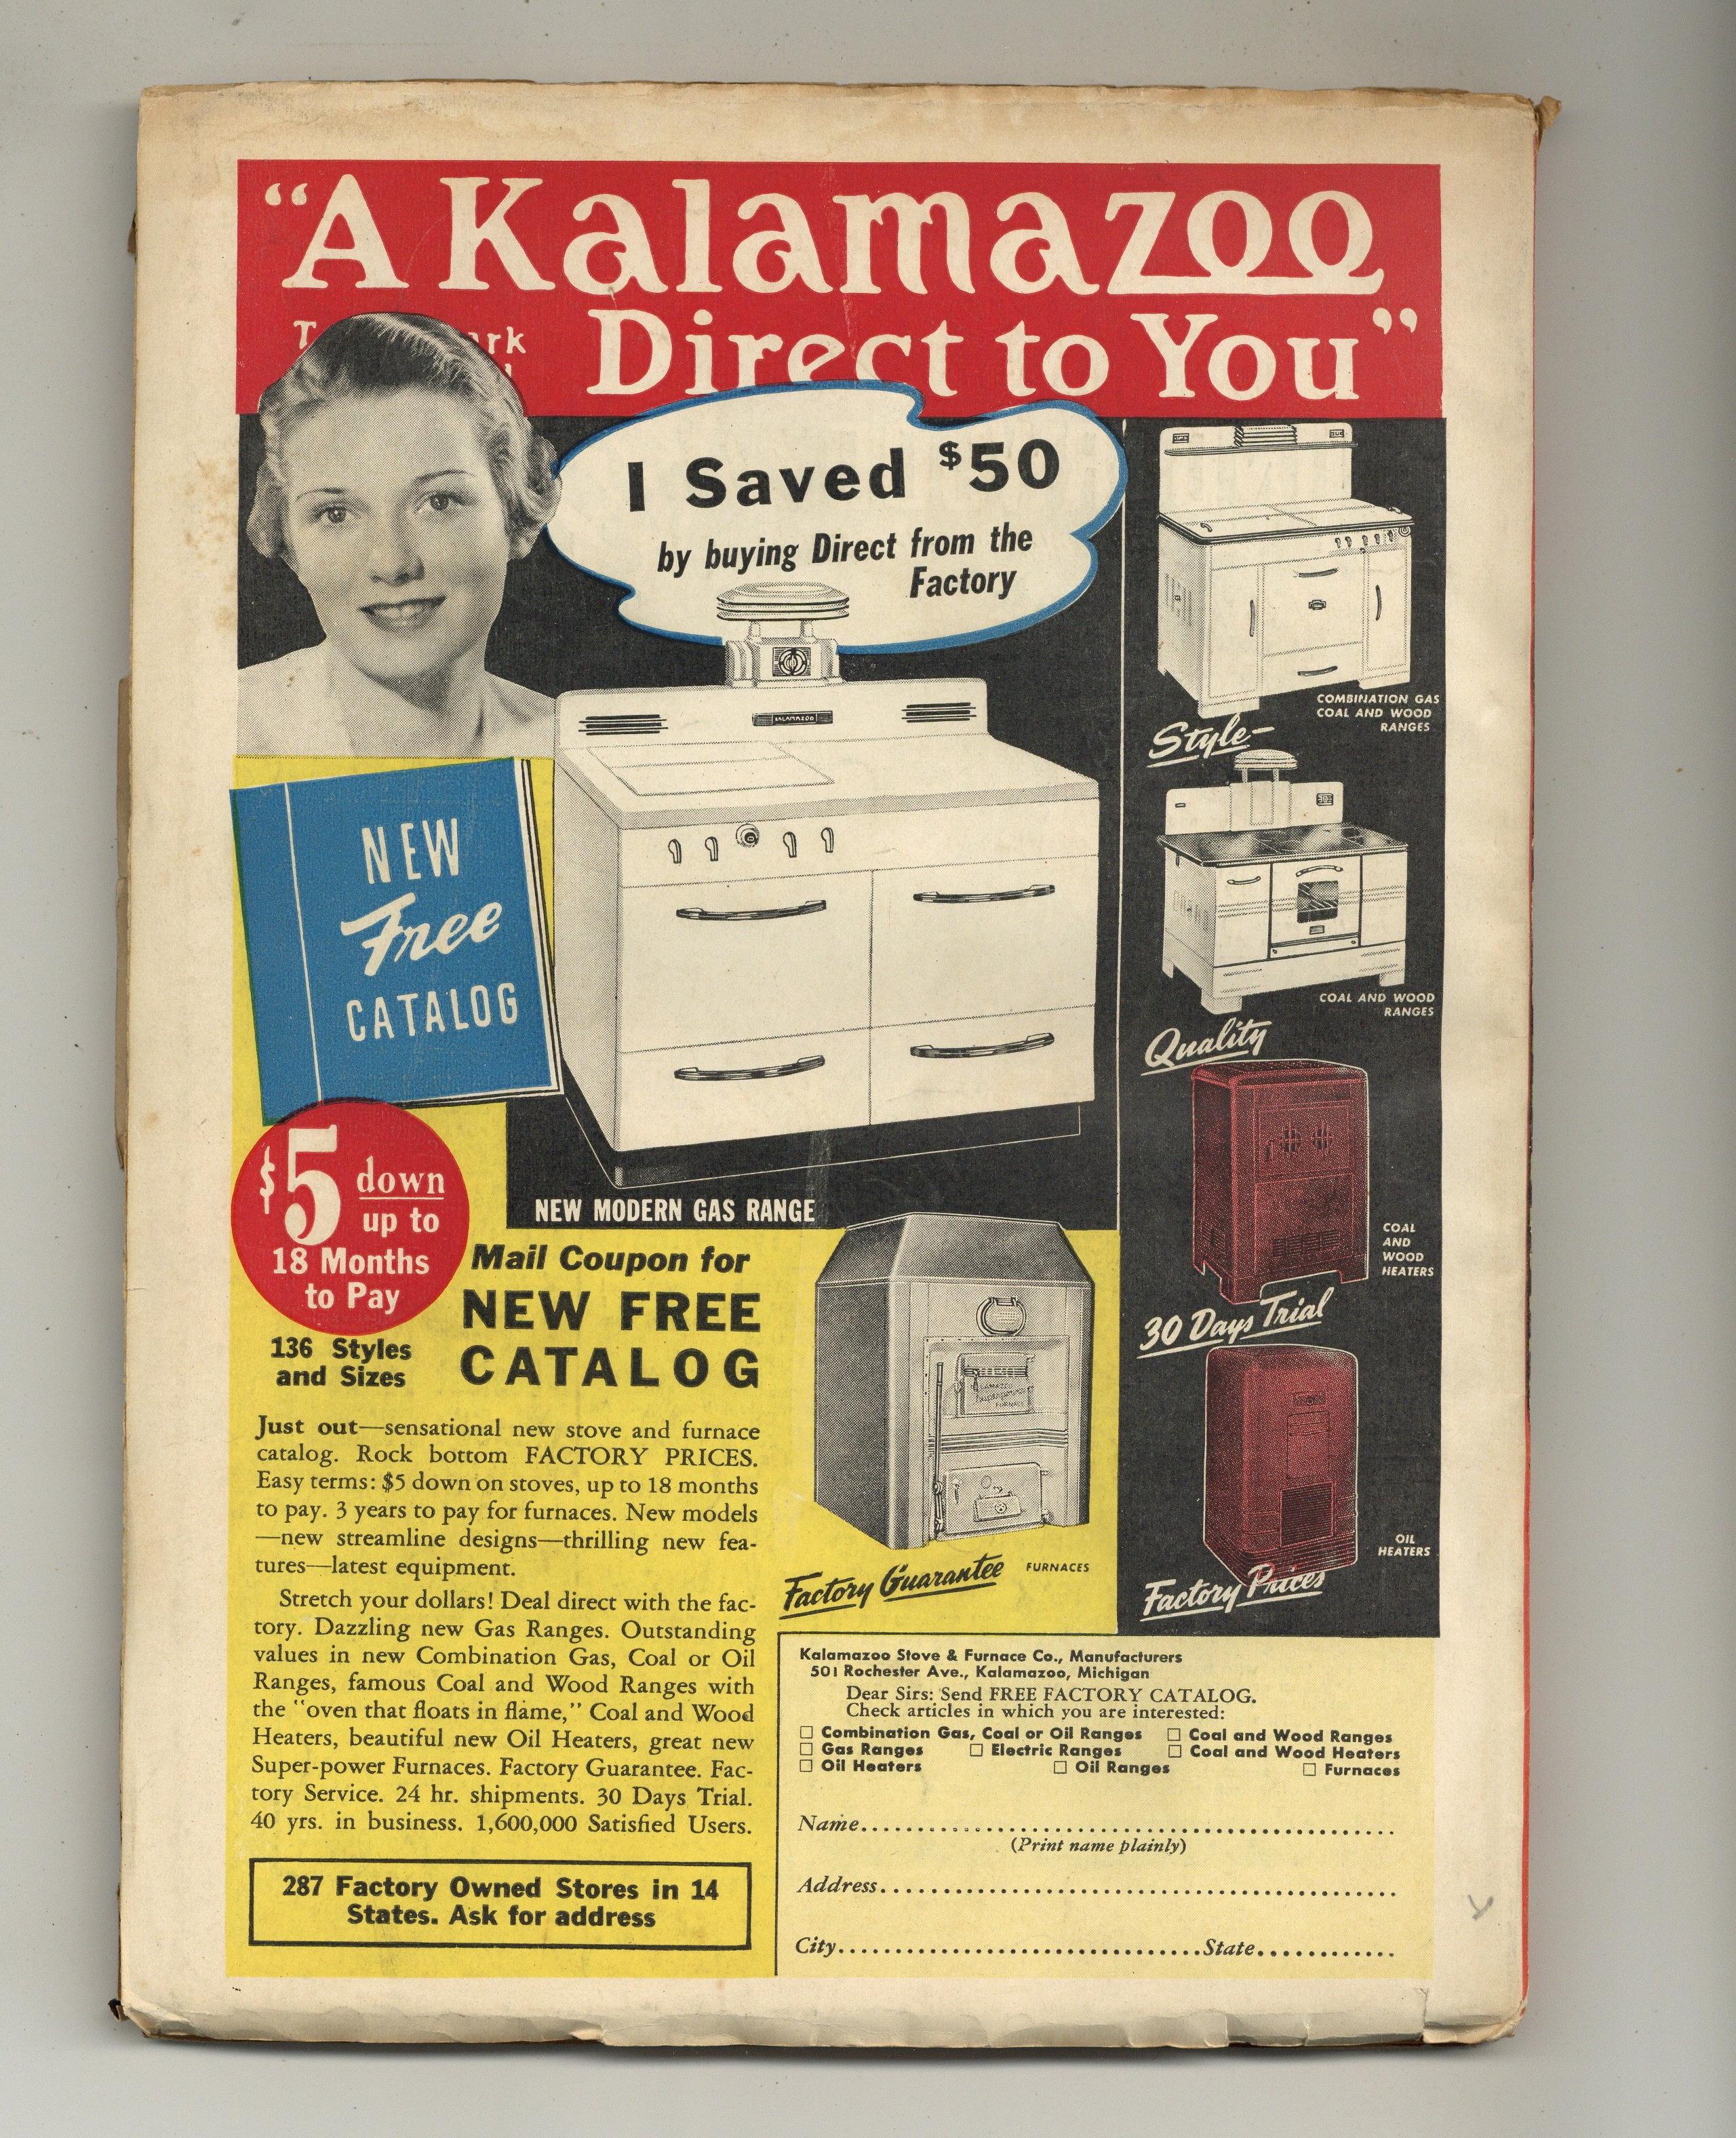 “A Kalamazoo
Direct to You”
I Saved $50
by buying Direct from the
Factory
KALAMAZOO
COMBINATION GAS
COAL AND WOOD
RANGES
Style-
NEW
Free
CATALOG
COAL AND WOOD
RANGES
Quality
$5 down
up to
18 Months
to Pay
NEW MODERN GAS RANGE
COAL
AND
WOOD
HEATERS
30 Days Trial
136 Styles
and Sizes
Mail Coupon for
NEW FREE
CATALOG
OIL
HEATERS
Factory Prices
Factory Guarantee
FURNACES
Just out—sensational new stove and furnace
catalog. Rock bottom FACTORY PRICES.
Easy terms: $5 down on stoves, up to 18 months
to pay. 3 years to pay for furnaces. New models
—new streamline designs—thrilling new fea-
tures—latest equipment.
Stretch your dollars! Deal direct with the fac-
tory. Dazzling new Gas Ranges. Outstanding
values in new Combination Gas, Coal or Oil
Ranges, famous Coal and Wood Ranges with
the "oven that floats in flame," Coal and Wood
Heaters, beautiful new Oil Heaters, great new
Super-power Furnaces. Factory Guarantee. Fac-
tory Service. 24 hr. shipments. 30 Days Trial.
40 yrs. in business. 1,600,000 Satisfied Users.
287 Factory Owned Stores in 14
States. Ask for address
Kalamazoo Stove & Furnace Co., Manufacturers
501 Rochester Ave., Kalamazoo, Michigan
Dear Sirs: Send FREE FACTORY CATALOG.
Check articles in which you are interested:
☐ Combination Gas, Coal or Oil Ranges ☐ Coal and Wood Ranges
☐ Gas Ranges ☐ Electric Ranges ☐ Coal and Wood Heaters
☐ Oil Heaters ☐ Oil Ranges ☐ Furnaces
Name
(Print name plainly)
Address
City State